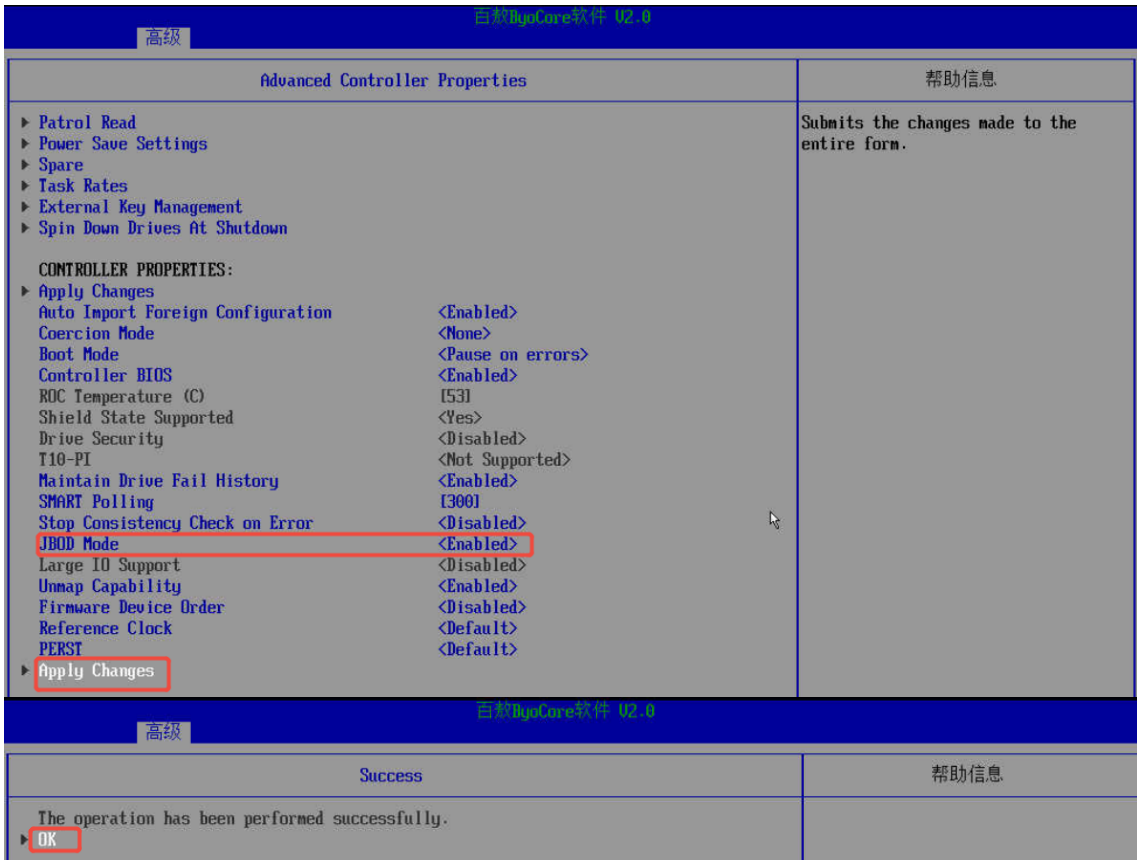 百敖ByoCore软件 V2.0
高级
Advanced Controller Properties
帮助信息
Patrol Read
Power Save Settings
Spare
Task Rates
External Key Management
Spin Down Drives At Shutdown
Submits the changes made to the
entire form.
CONTROLLER PROPERTIES:
Apply Changes
Auto Import Foreign Configuration <Enabled>
Coercion Mode <None>
Boot Mode <Pause on errors>
Controller BIOS <Enabled>
ROC Temperature (C) [53]
Shield State Supported <Yes>
Drive Security <Disabled>
T10-PI <Not Supported>
Maintain Drive Fail History <Enabled>
SMART Polling [300]
Stop Consistency Check on Error <Disabled>
JBOD Mode <Enabled>
Large IO Support <Disabled>
Unmap Capability <Enabled>
Firmware Device Order <Disabled>
Reference Clock <Default>
PERST <Default>
Apply Changes
百敖ByoCore软件 V2.0
高级
Success
帮助信息
The operation has been performed successfully.
OK